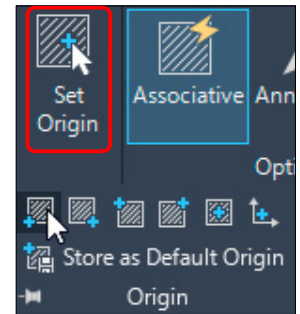 Set
Origin
Associative
Ann
Opti
Store as Default Origin
Origin